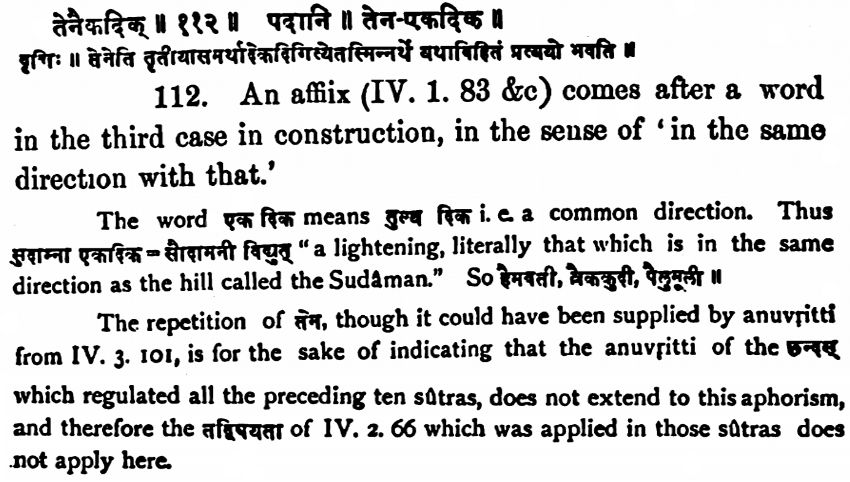 तेनैकदिक् ॥ ११२ ॥ पदानि ॥ तेन-एकदिक ॥
वृत्तिः ॥ तेनेति तृतीयासमर्थादेकदिगित्येतस्मिन्नर्थे यथाविहितं प्रत्ययो भवति ॥
112. An affiix (IV. 1. 83 &c) comes after a word
in the third case in construction, in the sense of ‘in the same
direction with that.’
The word एक दिक means तुल्य दिक i. e. a common direction. Thus
सुदाम्ना एकदिक = सौदामनी विद्युत् “a lightening, literally that which is in the same
direction as the hill called the Sudâman.” So हैमवती, त्रैककुदी, पैलुमूली ॥
The repetition of तेन, though it could have been supplied by anuvṛitti
from IV. 3. 101, is for the sake of indicating that the anuvṛitti of the छन्दस्
which regulated all the preceding ten sûtras, does not extend to this aphorism,
and therefore the तद्विषयता of IV. 2. 66 which was applied in those sûtras does
not apply here.